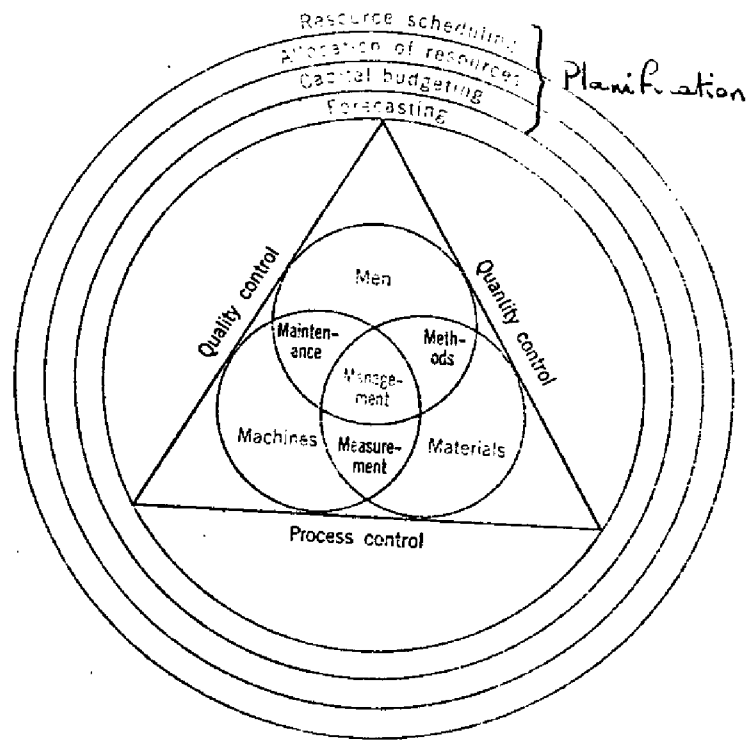 Resource scheduling
Allocation of resources
Capital budgeting
Forecasting
Planification
Quality control
Quantity control
Men
Mainten-
ance
Meth-
ods
Manage-
ment
Machines
Measure-
ment
Materials
Process control